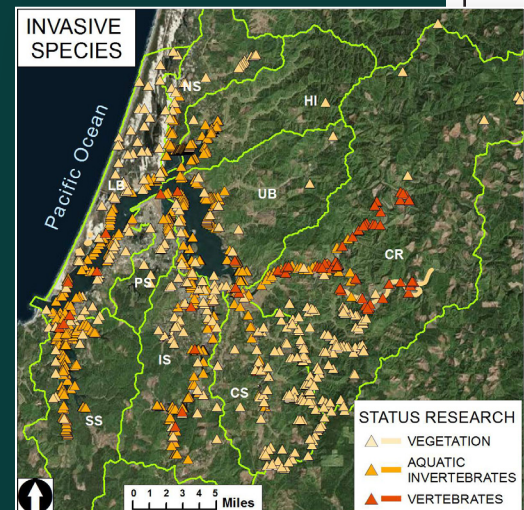 INVASIVE
SPECIES
Pacific Ocean
NS
HI
LB
UB
CR
PS
IS
CS
SS
STATUS RESEARCH
VEGETATION
AQUATIC
INVERTEBRATES
VERTEBRATES
0 1 2 3 4 5
Miles